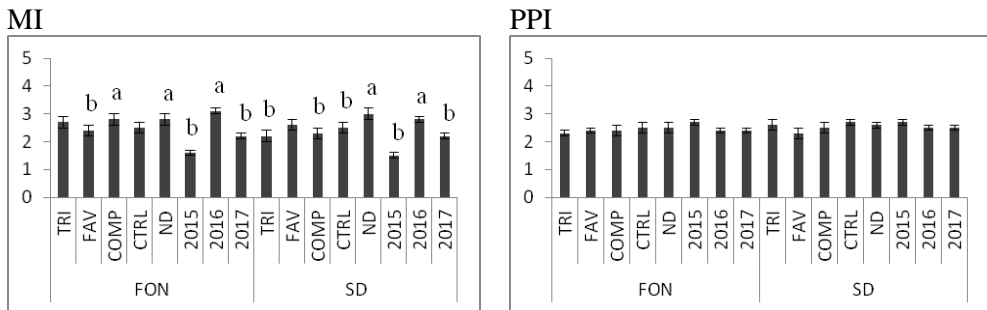 MI
5
4
3
2
1
0
b a a b a b b b b a b a b
TRI FAV COMP CTRL ND 2015 2016 2017 TRI FAV COMP CTRL ND 2015 2016 2017
FON SD
PPI
5
4
3
2
1
0
TRI FAV COMP CTRL ND 2015 2016 2017 TRI FAV COMP CTRL ND 2015 2016 2017
FON SD